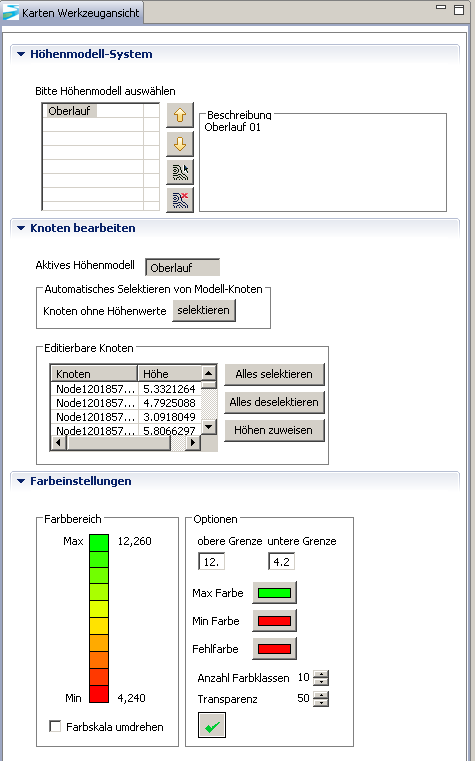 Karten Werkzeugansicht
Höhenmodell-System
Bitte Höhenmodell auswählen
Oberlauf
Beschreibung
Oberlauf 01
Knoten bearbeiten
Aktives Höhenmodell Oberlauf
Automatisches Selektieren von Modell-Knoten
Knoten ohne Höhenwerte selektieren
Editierbare Knoten
Knoten Höhe
Node1201857... 5.3321264
Node1201857... 4.7925088
Node1201857... 3.0918049
Node1201857... 5.8066297
Alles selektieren
Alles deselektieren
Höhen zuweisen
Farbeinstellungen
Farbbereich
Max 12,260
Min 4,240
Farbskala umdrehen
Optionen
obere Grenze untere Grenze
12. 4.2
Max Farbe
Min Farbe
Fehlfarbe
Anzahl Farbklassen 10
Transparenz 50